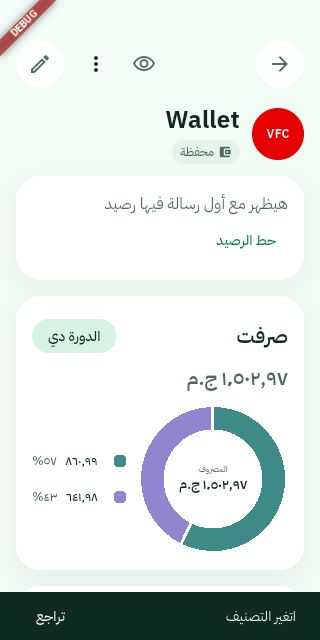 DEBUG
Wallet
VFC
محفظة
هيظهر مع أول رسالة فيها رصيد
حط الرصيد
صرفت
الدورة دي
١,٥٠٢,٩٧ ج.م
المصروف
١,٥٠٢,٩٧ ج.م
٨٦٠,٩٩ ٥٧%
٦٤١,٩٨ ٤٣%
اتغير التصنيف
تراجع